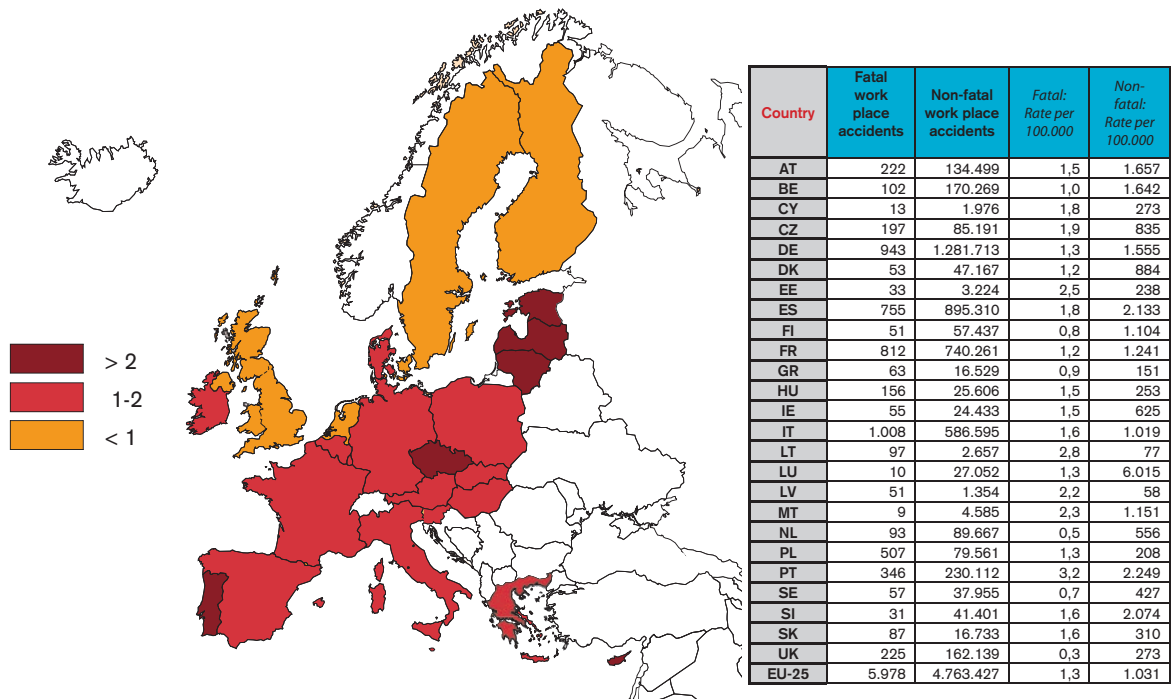 > 2
1-2
< 1
Country Fatal work place accidents Non-fatal work place accidents Fatal: Rate per 100.000 Non-fatal: Rate per 100.000
AT 222 134.499 1,5 1.657
BE 102 170.269 1,0 1.642
CY 13 1.976 1,8 273
CZ 197 85.191 1,9 835
DE 943 1.281.713 1,3 1.555
DK 53 47.167 1,2 884
EE 33 3.224 2,5 238
ES 755 895.310 1,8 2.133
FI 51 57.437 0,8 1.104
FR 812 740.261 1,2 1.241
GR 63 16.529 0,9 151
HU 156 25.606 1,5 253
IE 55 24.433 1,5 625
IT 1.008 586.595 1,6 1.019
LT 97 2.657 2,8 77
LU 10 27.052 1,3 6.015
LV 51 1.354 2,2 58
MT 9 4.585 2,3 1.151
NL 93 89.667 0,5 556
PL 507 79.561 1,3 208
PT 346 230.112 3,2 2.249
SE 57 37.955 0,7 427
SI 31 41.401 1,6 2.074
SK 87 16.733 1,6 310
UK 225 162.139 0,3 273
EU-25 5.978 4.763.427 1,3 1.031